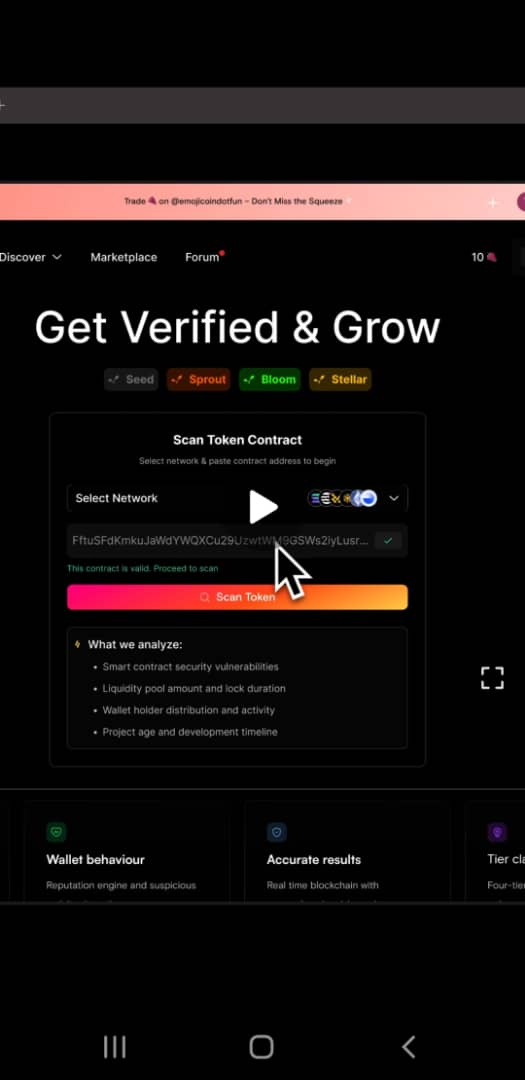 Trade 🍇 on @emojicoindotfun – Don't Miss the Squeeze
Discover
Marketplace
Forum
10
Get Verified & Grow
Seed
Sprout
Bloom
Stellar
Scan Token Contract
Select network & paste contract address to begin
Select Network
This contract is valid. Proceed to scan
Scan Token
What we analyze:
• Smart contract security vulnerabilities
• Liquidity pool amount and lock duration
• Wallet holder distribution and activity
• Project age and development timeline
Wallet behaviour
Accurate results
Tier cla
Reputation engine and suspicious
Real time blockchain with
Four-tie